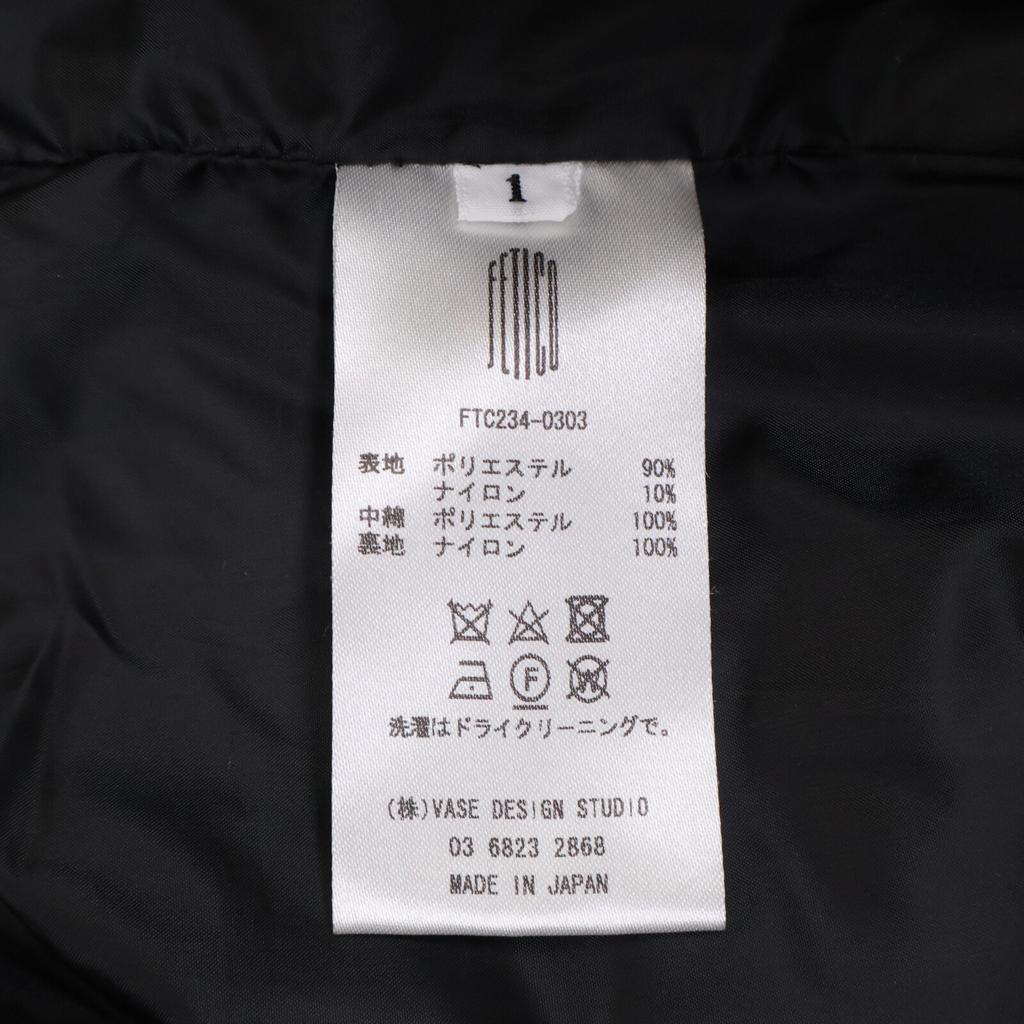 1
FETICO
FTC234-0303
表地 ポリエステル 90%
ナイロン 10%
中綿 ポリエステル 100%
裏地 ナイロン 100%
F W
洗濯はドライクリーニングで。
(株)VASE DESIGN STUDIO
03 6823 2868
MADE IN JAPAN